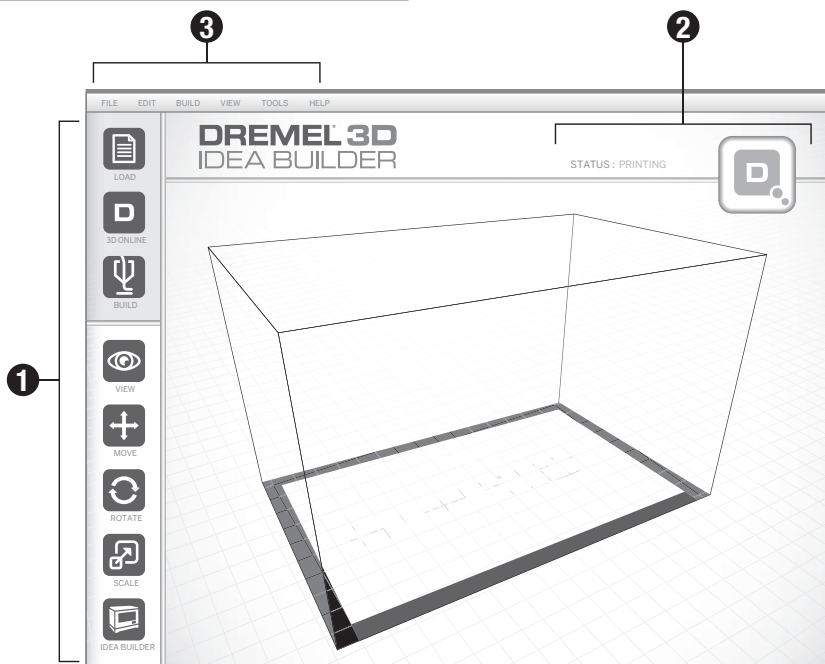 3
2
FILE EDIT BUILD VIEW TOOLS HELP
DREMEL 3D
IDEA BUILDER
STATUS : PRINTING
D
LOAD
D
3D ONLINE
BUILD
1
VIEW
MOVE
ROTATE
SCALE
IDEA BUILDER